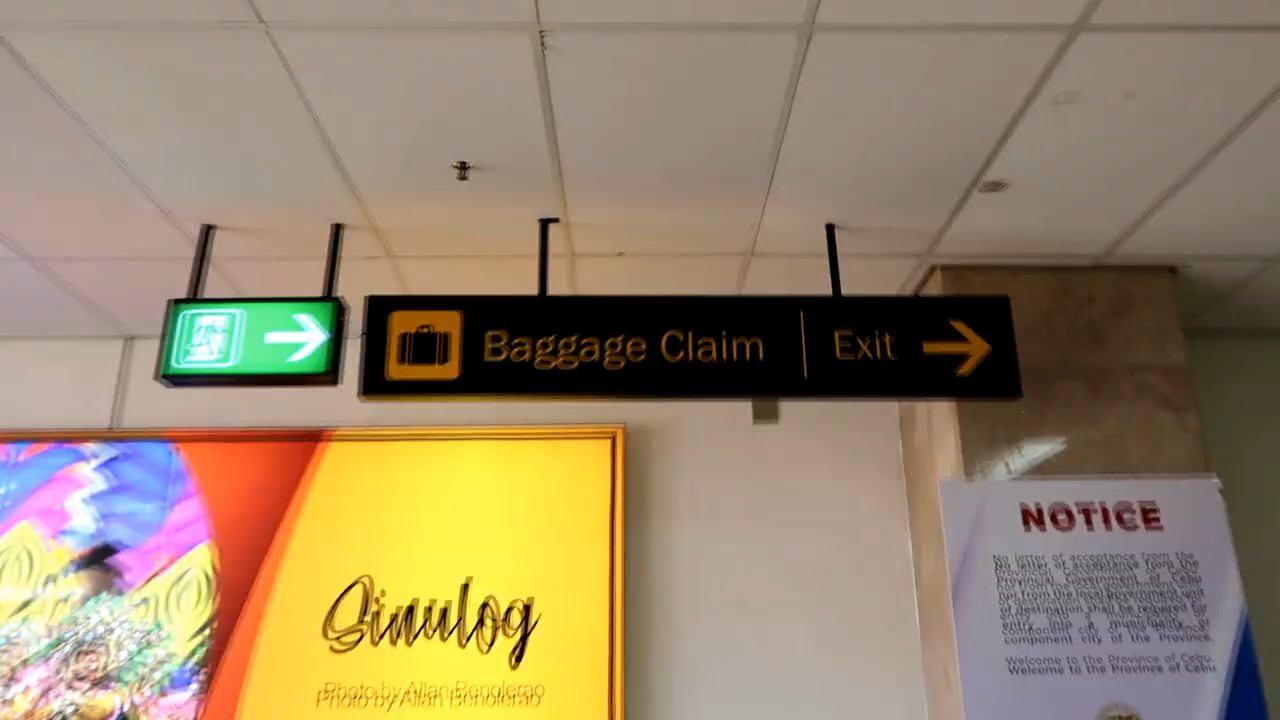 Baggage Claim
Exit
Sinulog
Photo by Allan Benolerao
NOTICE
No letter of acceptance from the
Provincial Government of Cebu
nor from the local government unit
of destination shall be required for
entry into a municipality or
component city of the Province.
Welcome to the Province of Cebu.